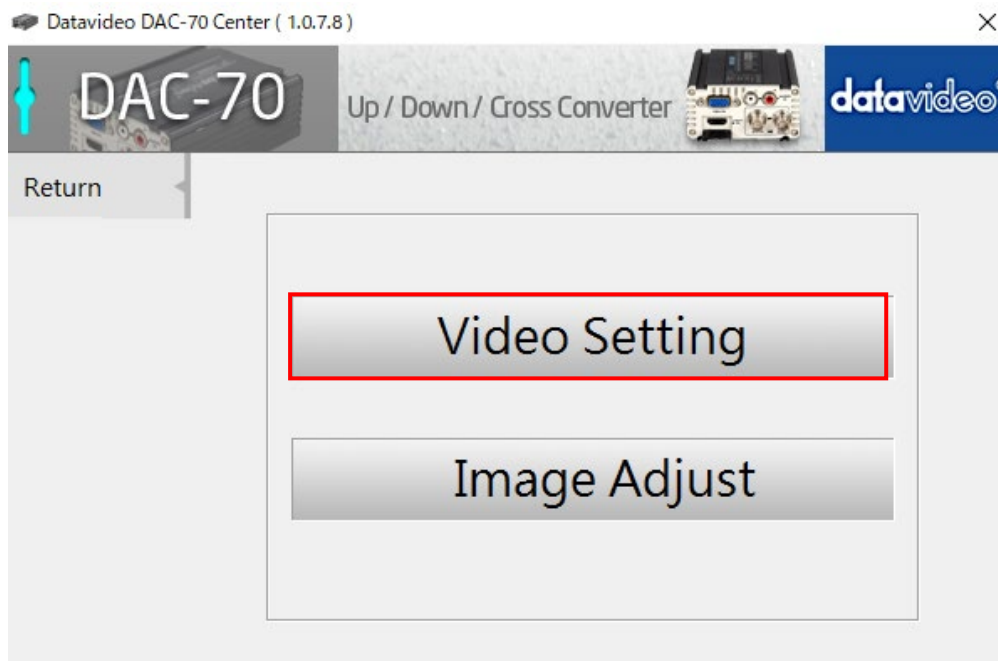 Datavideo DAC-70 Center ( 1.0.7.8 )
DAC-70
Up / Down / Cross Converter
datavideo
Return
Video Setting
Image Adjust